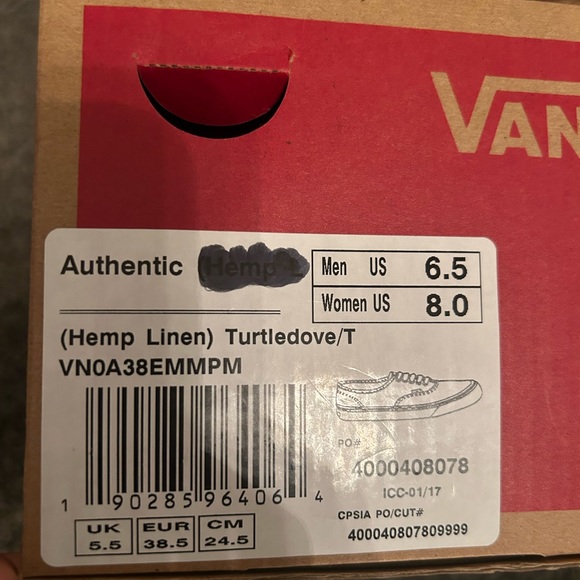 VAN
Authentic (Hemp L
Men US 6.5
Women US 8.0
(Hemp Linen) Turtledove/T
VN0A38EMMPM
PO#
4000408078
ICC-01/17
1 90285 96406 4
CPSIA PO/CUT#
400040807809999
UK EUR CM
5.5 38.5 24.5